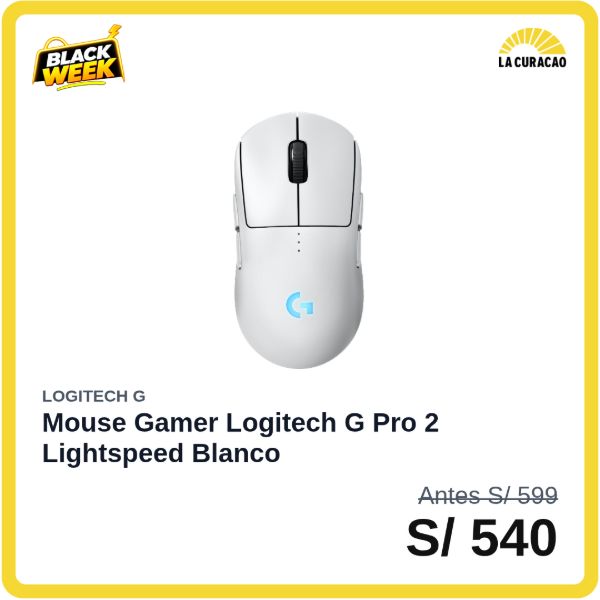 BLACK
WEEK
LA CURACAO
LOGITECH G
Mouse Gamer Logitech G Pro 2
Lightspeed Blanco
Antes S/ 599
S/ 540